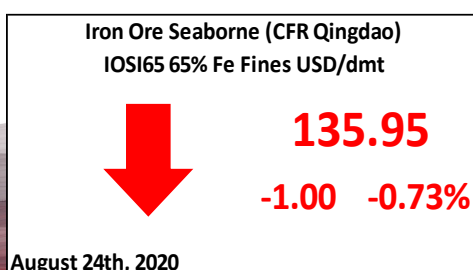 Iron Ore Seaborne (CFR Qingdao)
IOSI65 65% Fe Fines USD/dmt
135.95
-1.00 -0.73%
August 24th, 2020